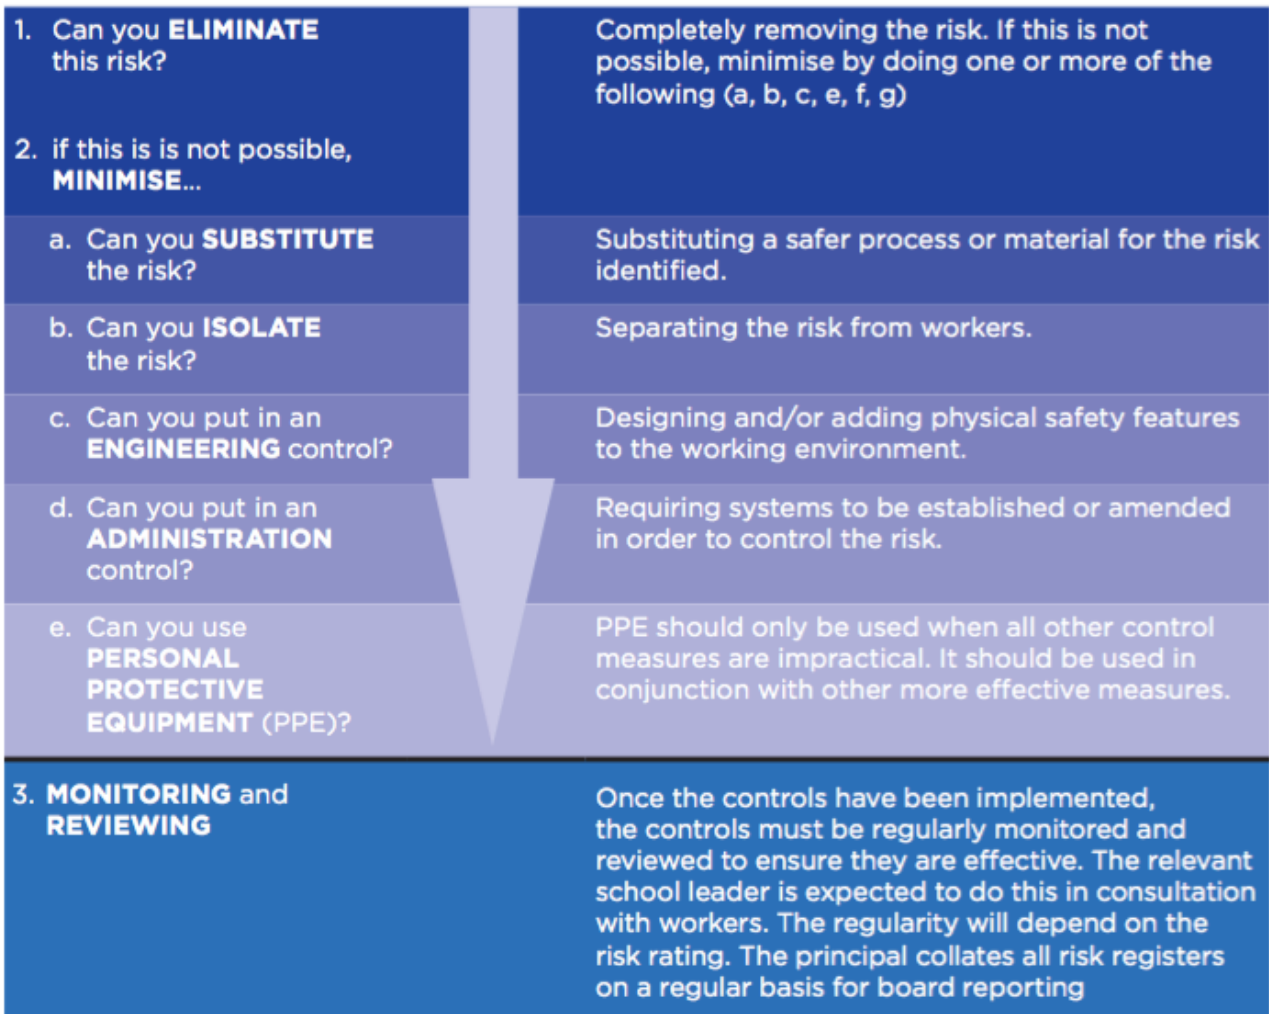 1. Can you ELIMINATE
this risk?
Completely removing the risk. If this is not
possible, minimise by doing one or more of the
following (a, b, c, e, f, g)
2. if this is is not possible,
MINIMISE...
a. Can you SUBSTITUTE
the risk?
Substituting a safer process or material for the risk
identified.
b. Can you ISOLATE
the risk?
Separating the risk from workers.
c. Can you put in an
ENGINEERING control?
Designing and/or adding physical safety features
to the working environment.
d. Can you put in an
ADMINISTRATION
control?
Requiring systems to be established or amended
in order to control the risk.
e. Can you use
PERSONAL
PROTECTIVE
EQUIPMENT (PPE)?
PPE should only be used when all other control
measures are impractical. It should be used in
conjunction with other more effective measures.
3. MONITORING and
REVIEWING
Once the controls have been implemented,
the controls must be regularly monitored and
reviewed to ensure they are effective. The relevant
school leader is expected to do this in consultation
with workers. The regularity will depend on the
risk rating. The principal collates all risk registers
on a regular basis for board reporting